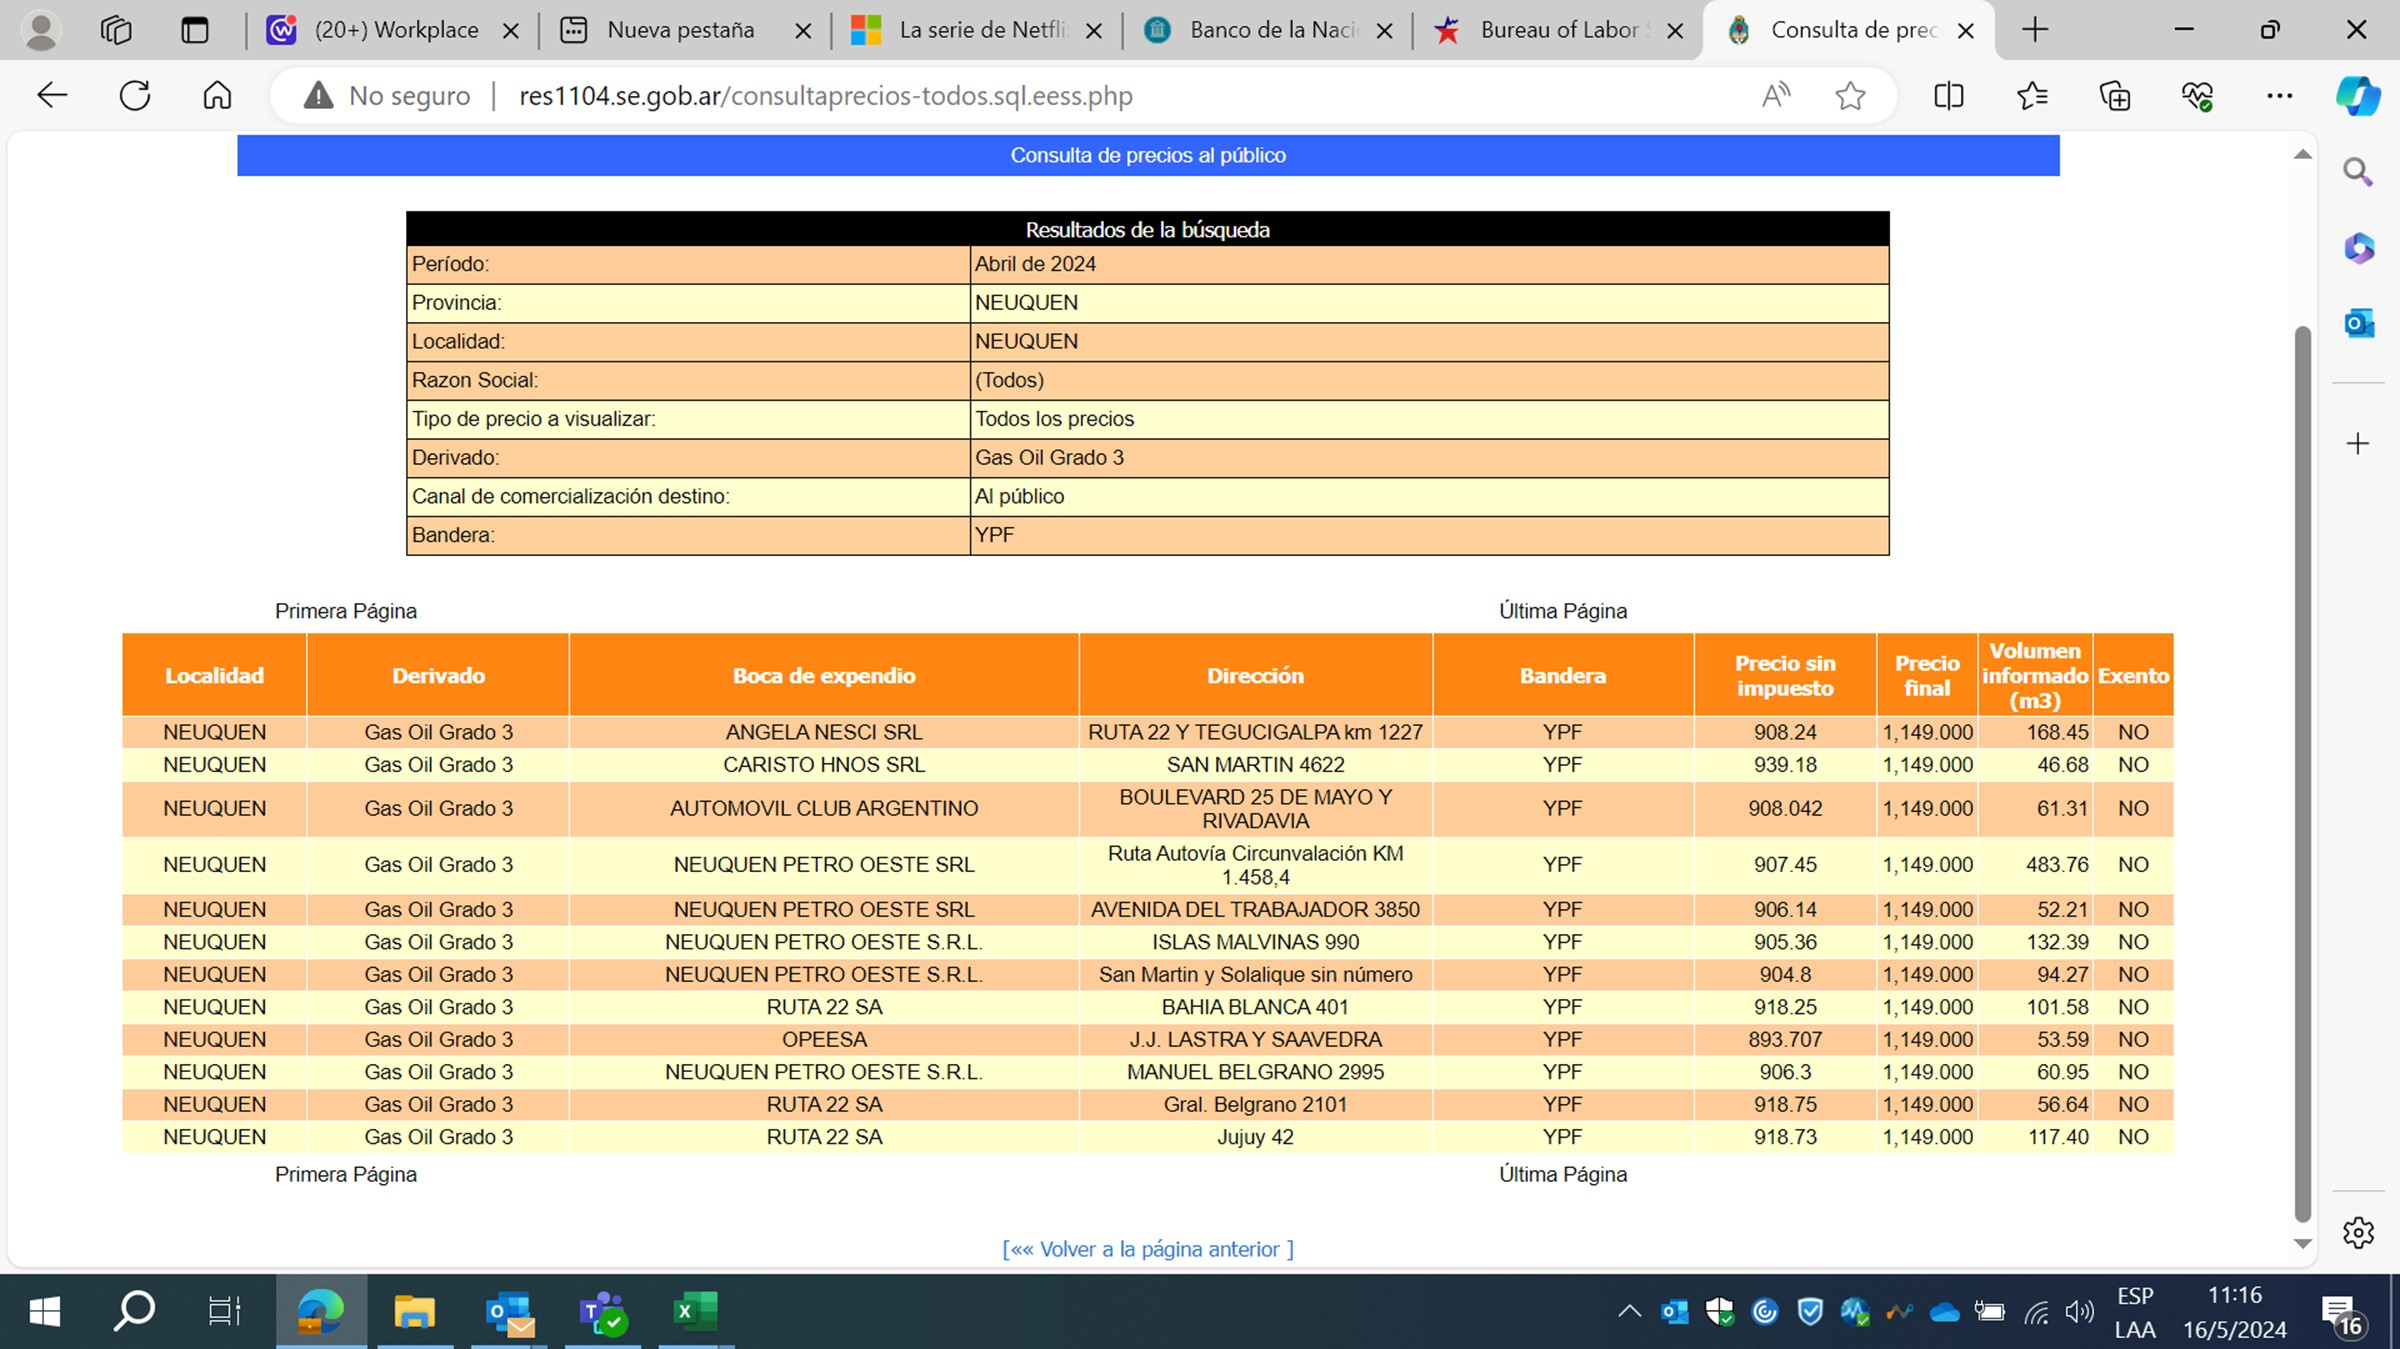 (20+) Workplace
Nueva pestaña
La serie de Netfli
Banco de la Naci
Bureau of Labor S
Consulta de prec
No seguro
res1104.se.gob.ar/consultaprecios-todos.sql.eess.php
Consulta de precios al público
Resultados de la búsqueda
Período: Abril de 2024
Provincia: NEUQUEN
Localidad: NEUQUEN
Razon Social: (Todos)
Tipo de precio a visualizar: Todos los precios
Derivado: Gas Oil Grado 3
Canal de comercialización destino: Al público
Bandera: YPF
Primera Página Última Página
Localidad Derivado Boca de expendio Dirección Bandera Precio sin impuesto Precio final Volumen informado (m3) Exento
NEUQUEN Gas Oil Grado 3 ANGELA NESCI SRL RUTA 22 Y TEGUCIGALPA km 1227 YPF 908.24 1,149.000 168.45 NO
NEUQUEN Gas Oil Grado 3 CARISTO HNOS SRL SAN MARTIN 4622 YPF 939.18 1,149.000 46.68 NO
NEUQUEN Gas Oil Grado 3 AUTOMOVIL CLUB ARGENTINO BOULEVARD 25 DE MAYO Y RIVADAVIA YPF 908.042 1,149.000 61.31 NO
NEUQUEN Gas Oil Grado 3 NEUQUEN PETRO OESTE SRL Ruta Autovía Circunvalación KM 1.458,4 YPF 907.45 1,149.000 483.76 NO
NEUQUEN Gas Oil Grado 3 NEUQUEN PETRO OESTE SRL AVENIDA DEL TRABAJADOR 3850 YPF 906.14 1,149.000 52.21 NO
NEUQUEN Gas Oil Grado 3 NEUQUEN PETRO OESTE S.R.L. ISLAS MALVINAS 990 YPF 905.36 1,149.000 132.39 NO
NEUQUEN Gas Oil Grado 3 NEUQUEN PETRO OESTE S.R.L. San Martin y Solalique sin número YPF 904.8 1,149.000 94.27 NO
NEUQUEN Gas Oil Grado 3 RUTA 22 SA BAHIA BLANCA 401 YPF 918.25 1,149.000 101.58 NO
NEUQUEN Gas Oil Grado 3 OPEESA J.J. LASTRA Y SAAVEDRA YPF 893.707 1,149.000 53.59 NO
NEUQUEN Gas Oil Grado 3 NEUQUEN PETRO OESTE S.R.L. MANUEL BELGRANO 2995 YPF 906.3 1,149.000 60.95 NO
NEUQUEN Gas Oil Grado 3 RUTA 22 SA Gral. Belgrano 2101 YPF 918.75 1,149.000 56.64 NO
NEUQUEN Gas Oil Grado 3 RUTA 22 SA Jujuy 42 YPF 918.73 1,149.000 117.40 NO
Primera Página Última Página
[«« Volver a la página anterior ]
ESP 11:16
LAA 16/5/2024
16